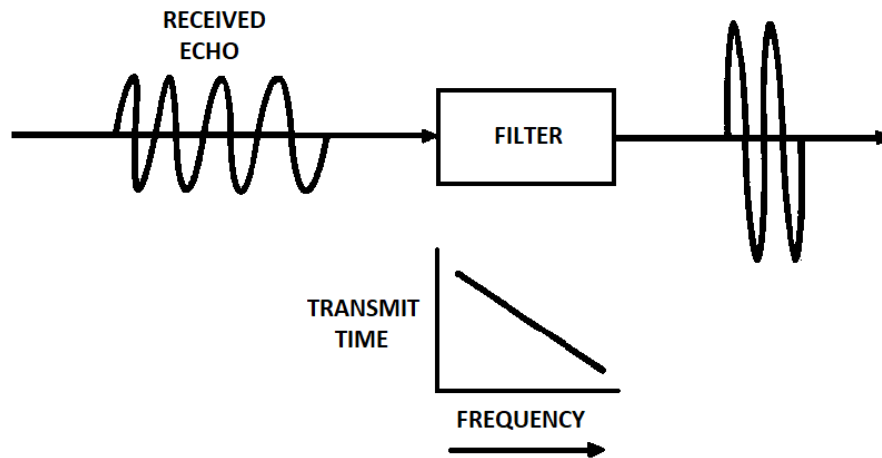 RECEIVED
ECHO
FILTER
TRANSMIT
TIME
FREQUENCY